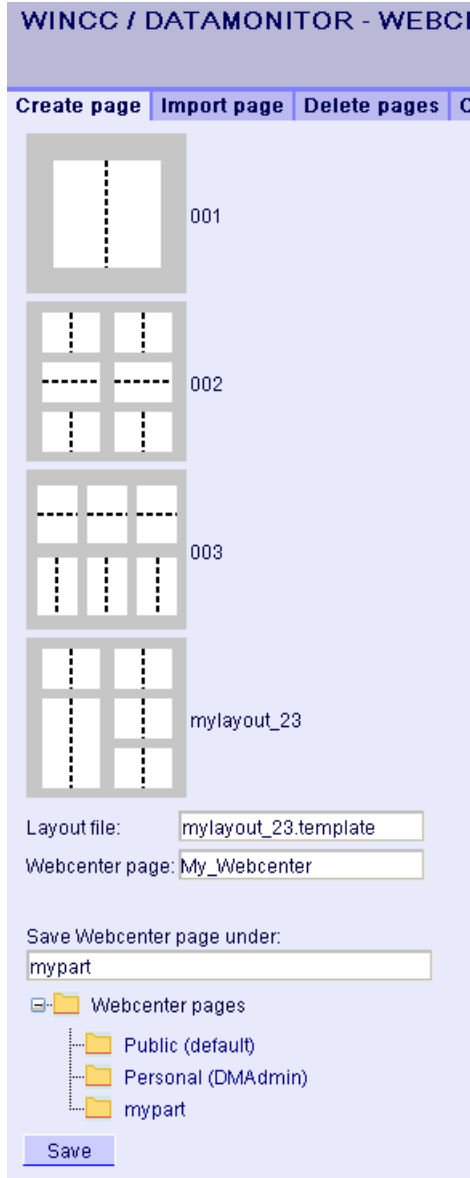 WINCC / DATAMONITOR - 
Create page Import page Delete pages
001
002
003
mylayout_23
Layout file: mylayout_23.template
Webcenter page: My_Webcenter
Save Webcenter page under:
mypart
Webcenter pages
Public (default)
Personal (DMAdmin)
mypart
Save